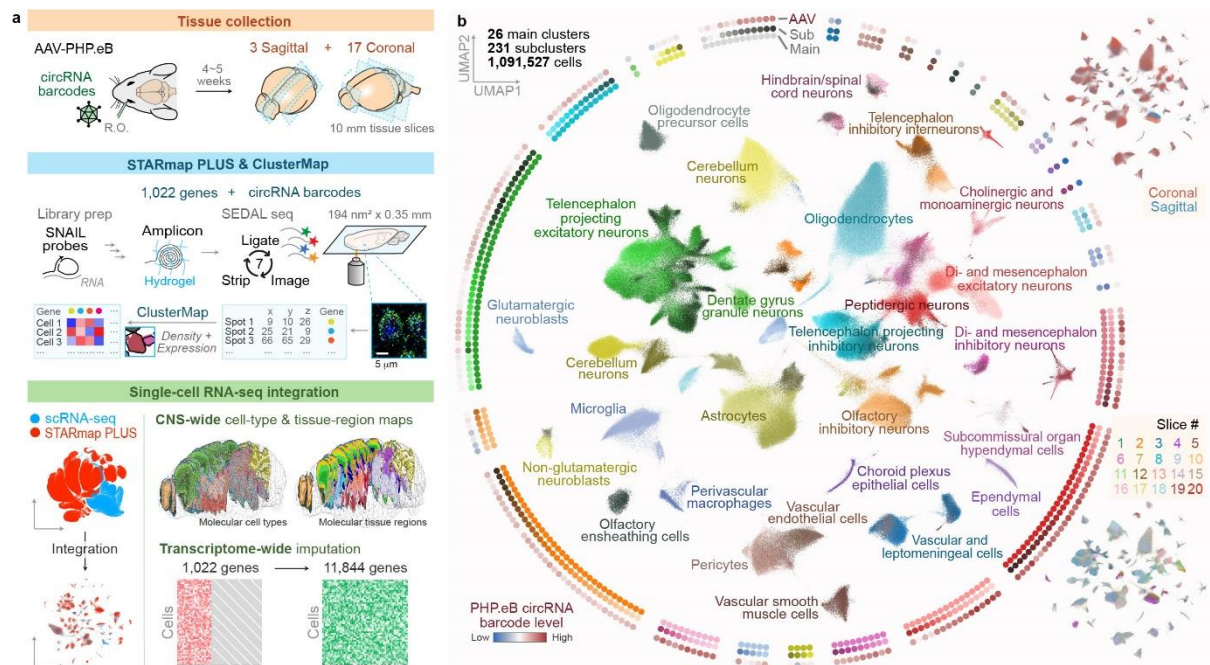 a
Tissue collection
AAV-PHP.eB
circRNA
barcodes
R.O.
4~5
weeks
3 Sagittal + 17 Coronal
10 mm tissue slices
STARmap PLUS & ClusterMap
1,022 genes + circRNA barcodes
Library prep
SNAIL
probes
RNA
Amplicon
Hydrogel
SEDAL seq
Ligate
7
Strip
Image
194 nm² x 0.35 mm
Gene
Cell 1
Cell 2
Cell 3
...
ClusterMap
Density +
Expression
x y z Gene
Spot 1 9 10 26
Spot 2 25 21 9
Spot 3 66 65 29
... ... ... ...
5 µm
Single-cell RNA-seq integration
scRNA-seq
STARmap PLUS
Integration
CNS-wide cell-type & tissue-region maps
Molecular cell types
Molecular tissue regions
Transcriptome-wide imputation
1,022 genes
11,844 genes
Cells
Cells
b
26 main clusters
231 subclusters
1,091,527 cells
UMAP2
UMAP1
AAV
Sub
Main
Hindbrain/spinal
cord neurons
Oligodendrocyte
precursor cells
Telencephalon
inhibitory interneurons
Cerebellum
neurons
Cholinergic and
monoaminergic neurons
Telencephalon
projecting
excitatory neurons
Oligodendrocytes
Di- and mesencephalon
excitatory neurons
Dentate gyrus
granule neurons
Peptidergic neurons
Glutamatergic
neuroblasts
Telencephalon projecting
inhibitory neurons
Di- and mesencephalon
inhibitory neurons
Cerebellum
neurons
Microglia
Astrocytes
Olfactory
inhibitory neurons
Subcommissural organ
hypendymal cells
Non-glutamatergic
neuroblasts
Perivascular
macrophages
Choroid plexus
epithelial cells
Ependymal
cells
Olfactory
ensheathing cells
Vascular
endothelial cells
Vascular and
leptomeningeal cells
Pericytes
Vascular smooth
muscle cells
PHP.eB circRNA
barcode level
Low
High
Coronal
Sagittal
Slice #
1 2 3 4 5
6 7 8 9 10
11 12 13 14 15
16 17 18 19 20